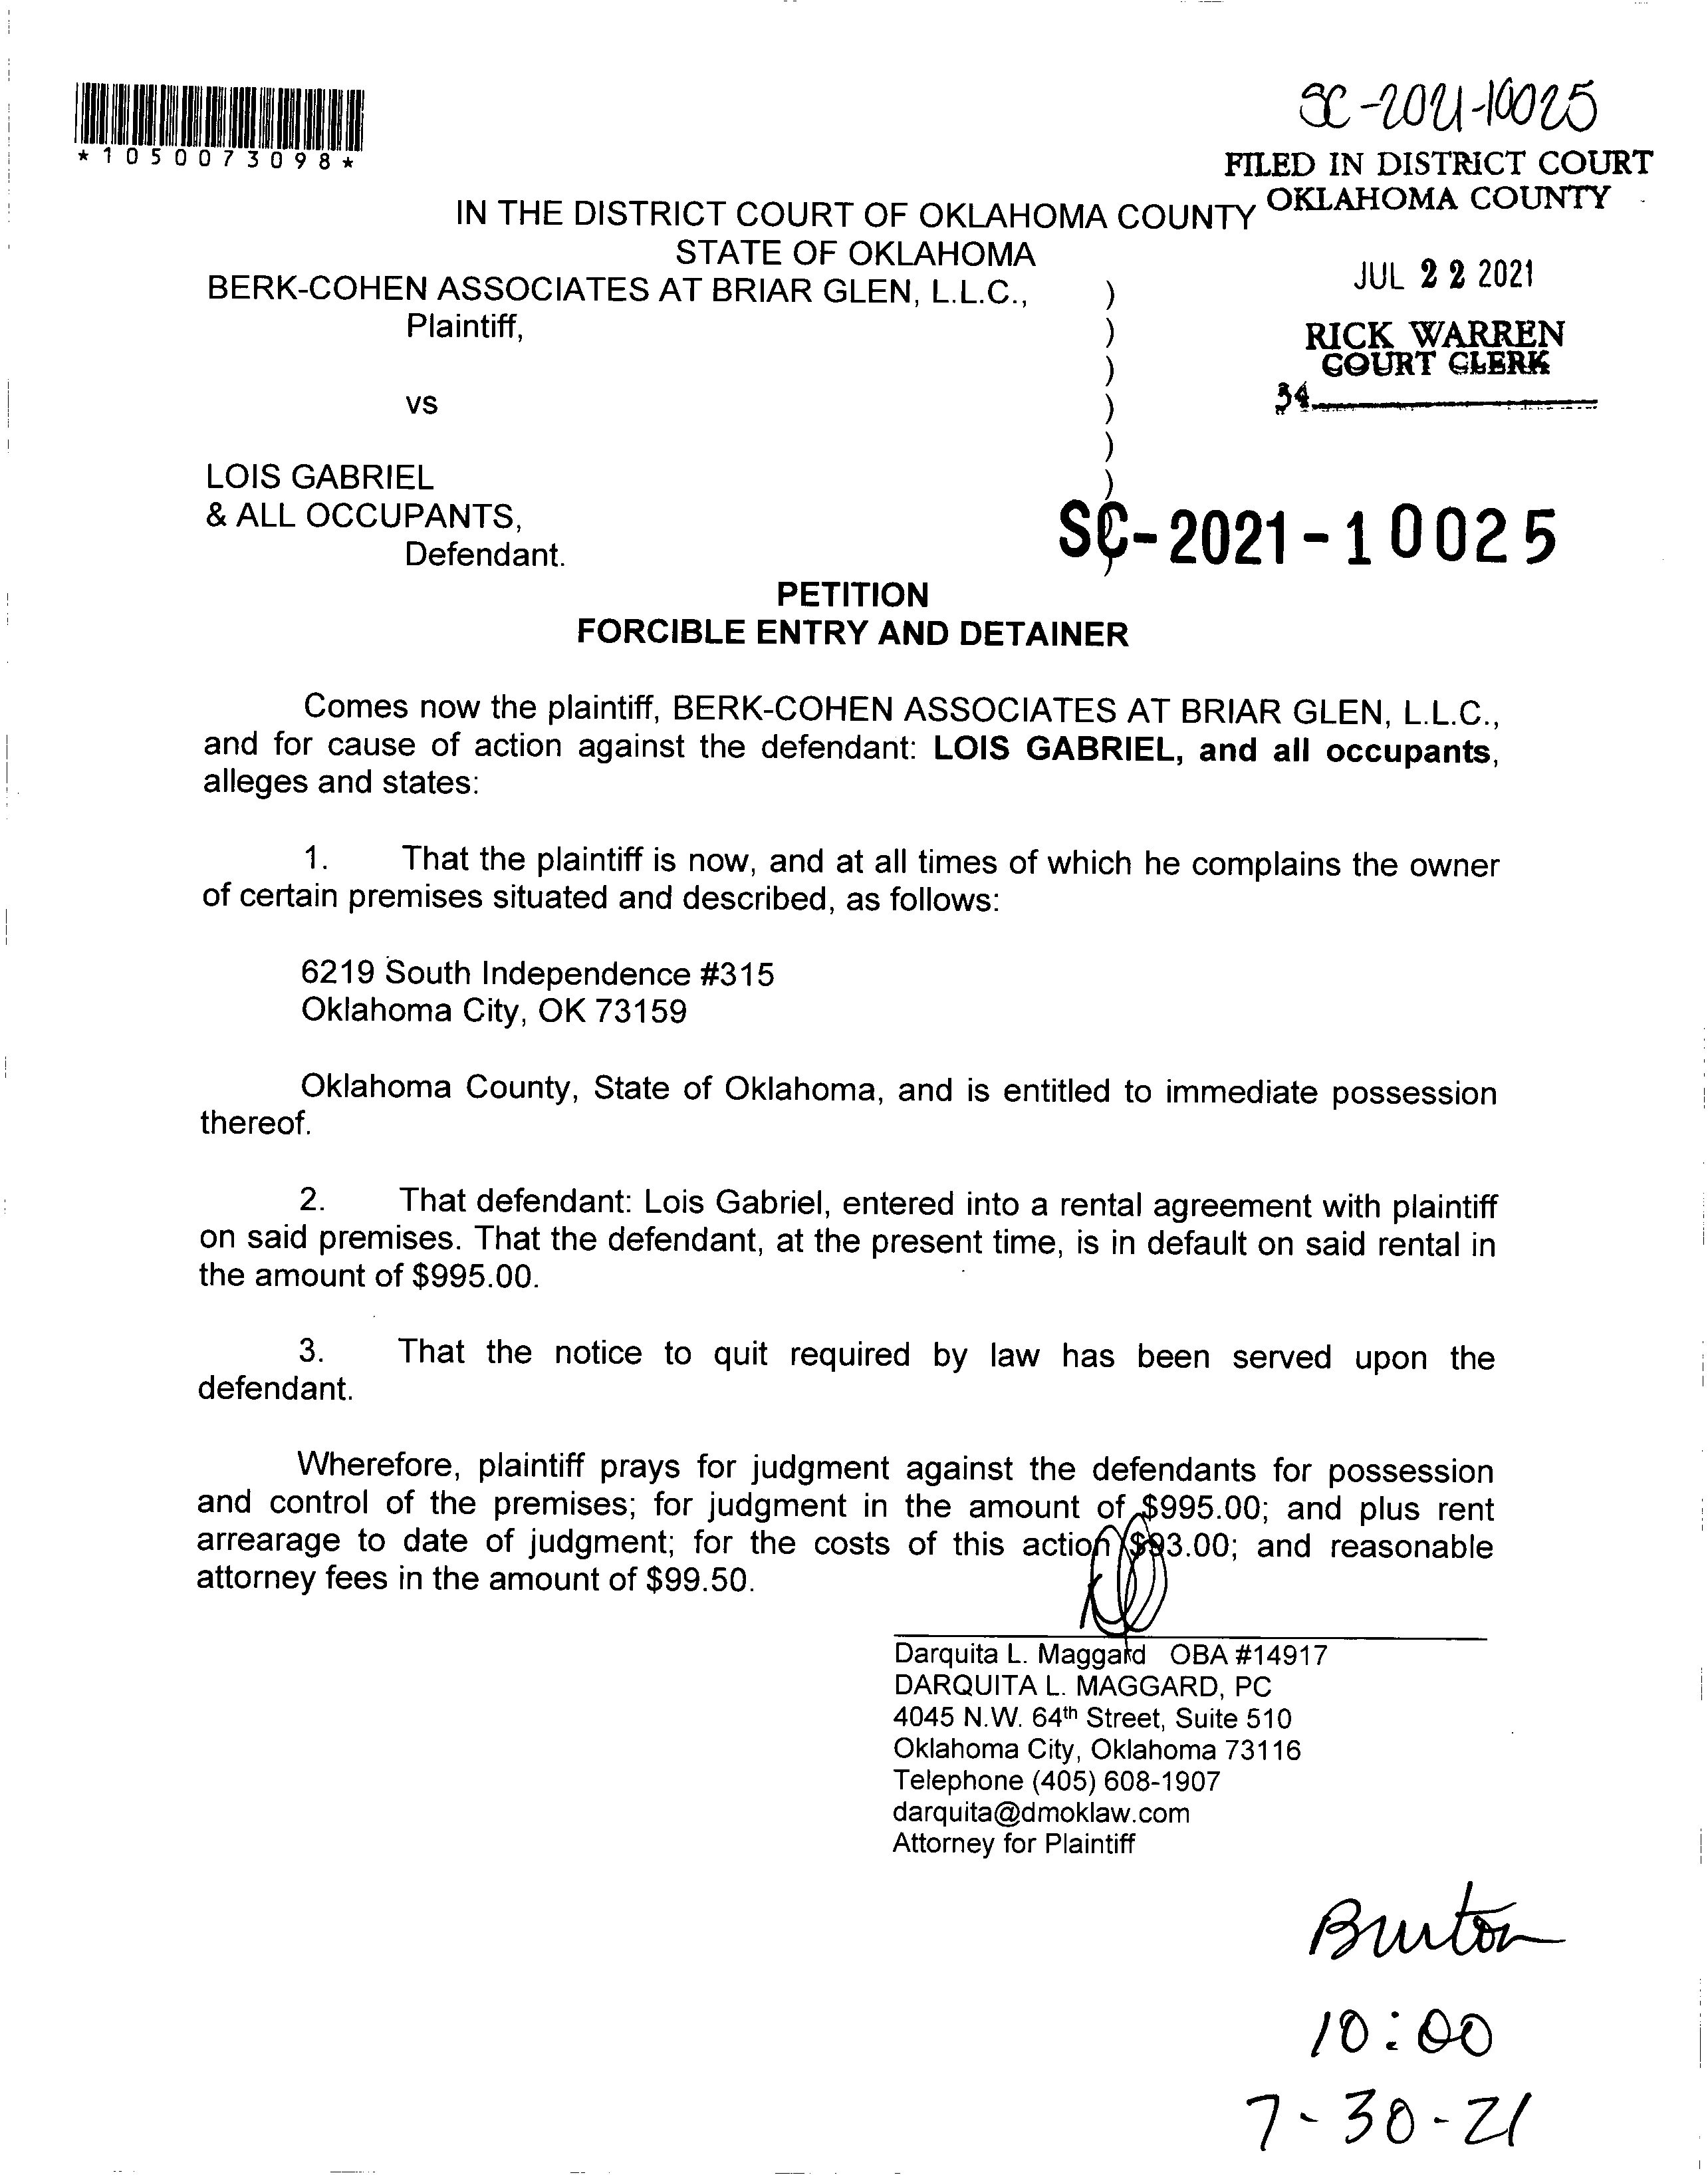 SC-2021-10025
*1050073098*
FILED IN DISTRICT COURT
OKLAHOMA COUNTY
IN THE DISTRICT COURT OF OKLAHOMA COUNTY
STATE OF OKLAHOMA
BERK-COHEN ASSOCIATES AT BRIAR GLEN, L.L.C., )
Plaintiff, )
)
vs )
)
JUL 22 2021
RICK WARREN
COURT CLERK
34
LOIS GABRIEL )
& ALL OCCUPANTS, )
Defendant. )
SC-2021-10025
PETITION
FORCIBLE ENTRY AND DETAINER
Comes now the plaintiff, BERK-COHEN ASSOCIATES AT BRIAR GLEN, L.L.C.,
and for cause of action against the defendant: LOIS GABRIEL, and all occupants,
alleges and states:
1. That the plaintiff is now, and at all times of which he complains the owner
of certain premises situated and described, as follows:
6219 South Independence #315
Oklahoma City, OK 73159
Oklahoma County, State of Oklahoma, and is entitled to immediate possession
thereof.
2. That defendant: Lois Gabriel, entered into a rental agreement with plaintiff
on said premises. That the defendant, at the present time, is in default on said rental in
the amount of $995.00.
3. That the notice to quit required by law has been served upon the
defendant.
Wherefore, plaintiff prays for judgment against the defendants for possession
and control of the premises; for judgment in the amount of $995.00; and plus rent
arrearage to date of judgment; for the costs of this action and reasonable
attorney fees in the amount of $99.50.
Darquita L. Maggard OBA #14917
DARQUITA L. MAGGARD, PC
4045 N.W. 64th Street, Suite 510
Oklahoma City, Oklahoma 73116
Telephone (405) 608-1907
darquita@dmoklaw.com
Attorney for Plaintiff
Burton
10:00
7-30-21